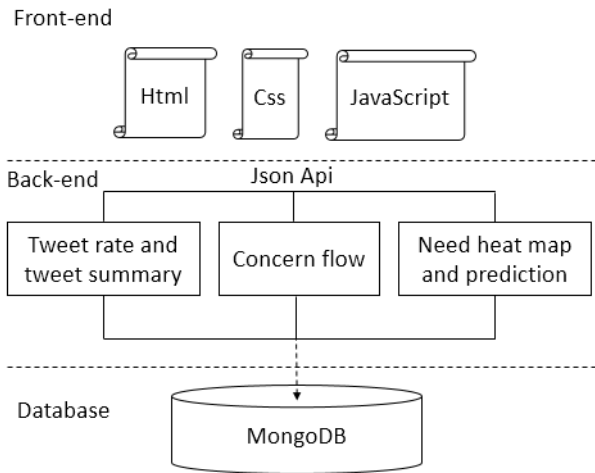 Front-end
Html
Css
JavaScript
Back-end
Json Api
Tweet rate and
tweet summary
Concern flow
Need heat map
and prediction
Database
MongoDB